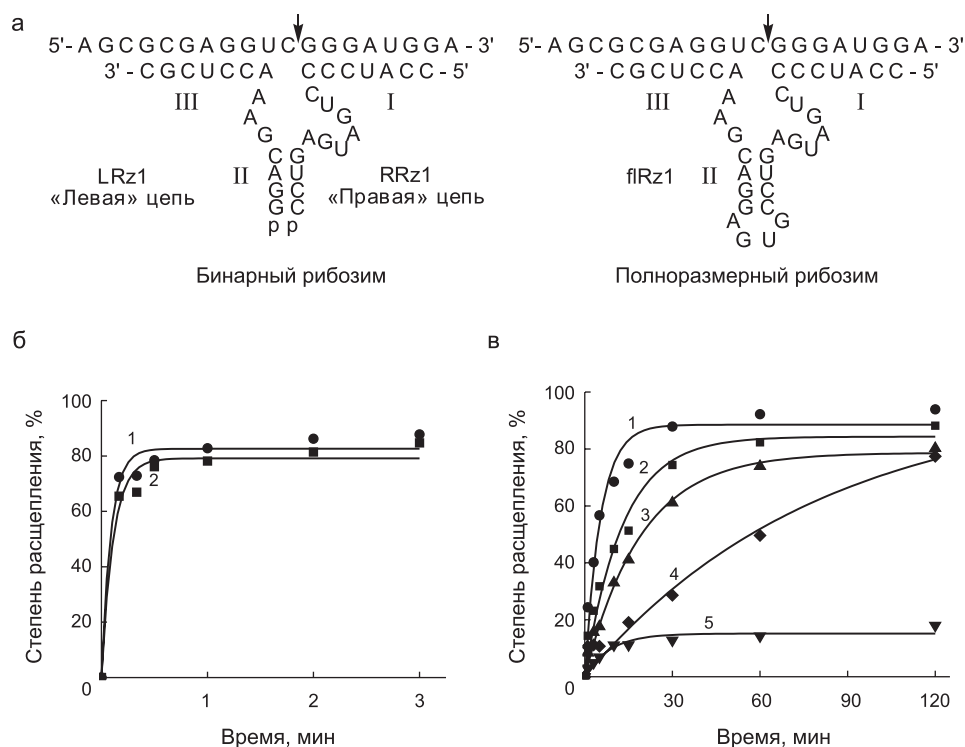 а
5'- A G C G C G A G G U C G G G A U G G A - 3'
3'- C G C U C C A C C C U A C C - 5'
III
I
A
A
G
C U G A U G A
II
C A G G p
G U C C p
LRz1
«Левая» цепь
RRz1
«Правая» цепь
Бинарный рибозим
5'- A G C G C G A G G U C G G G A U G G A - 3'
3'- C G C U C C A C C C U A C C - 5'
III
I
A
A
G
C U G A U G A
flRz1
II
C A G G A G
G U C C G U
Полноразмерный рибозим
б
Степень расщепления, %
100
80
60
40
20
0
1
2
1
2
3
Время, мин
в
Степень расщепления, %
100
80
60
40
20
0
1
2
3
4
5
30
60
90
120
Время, мин